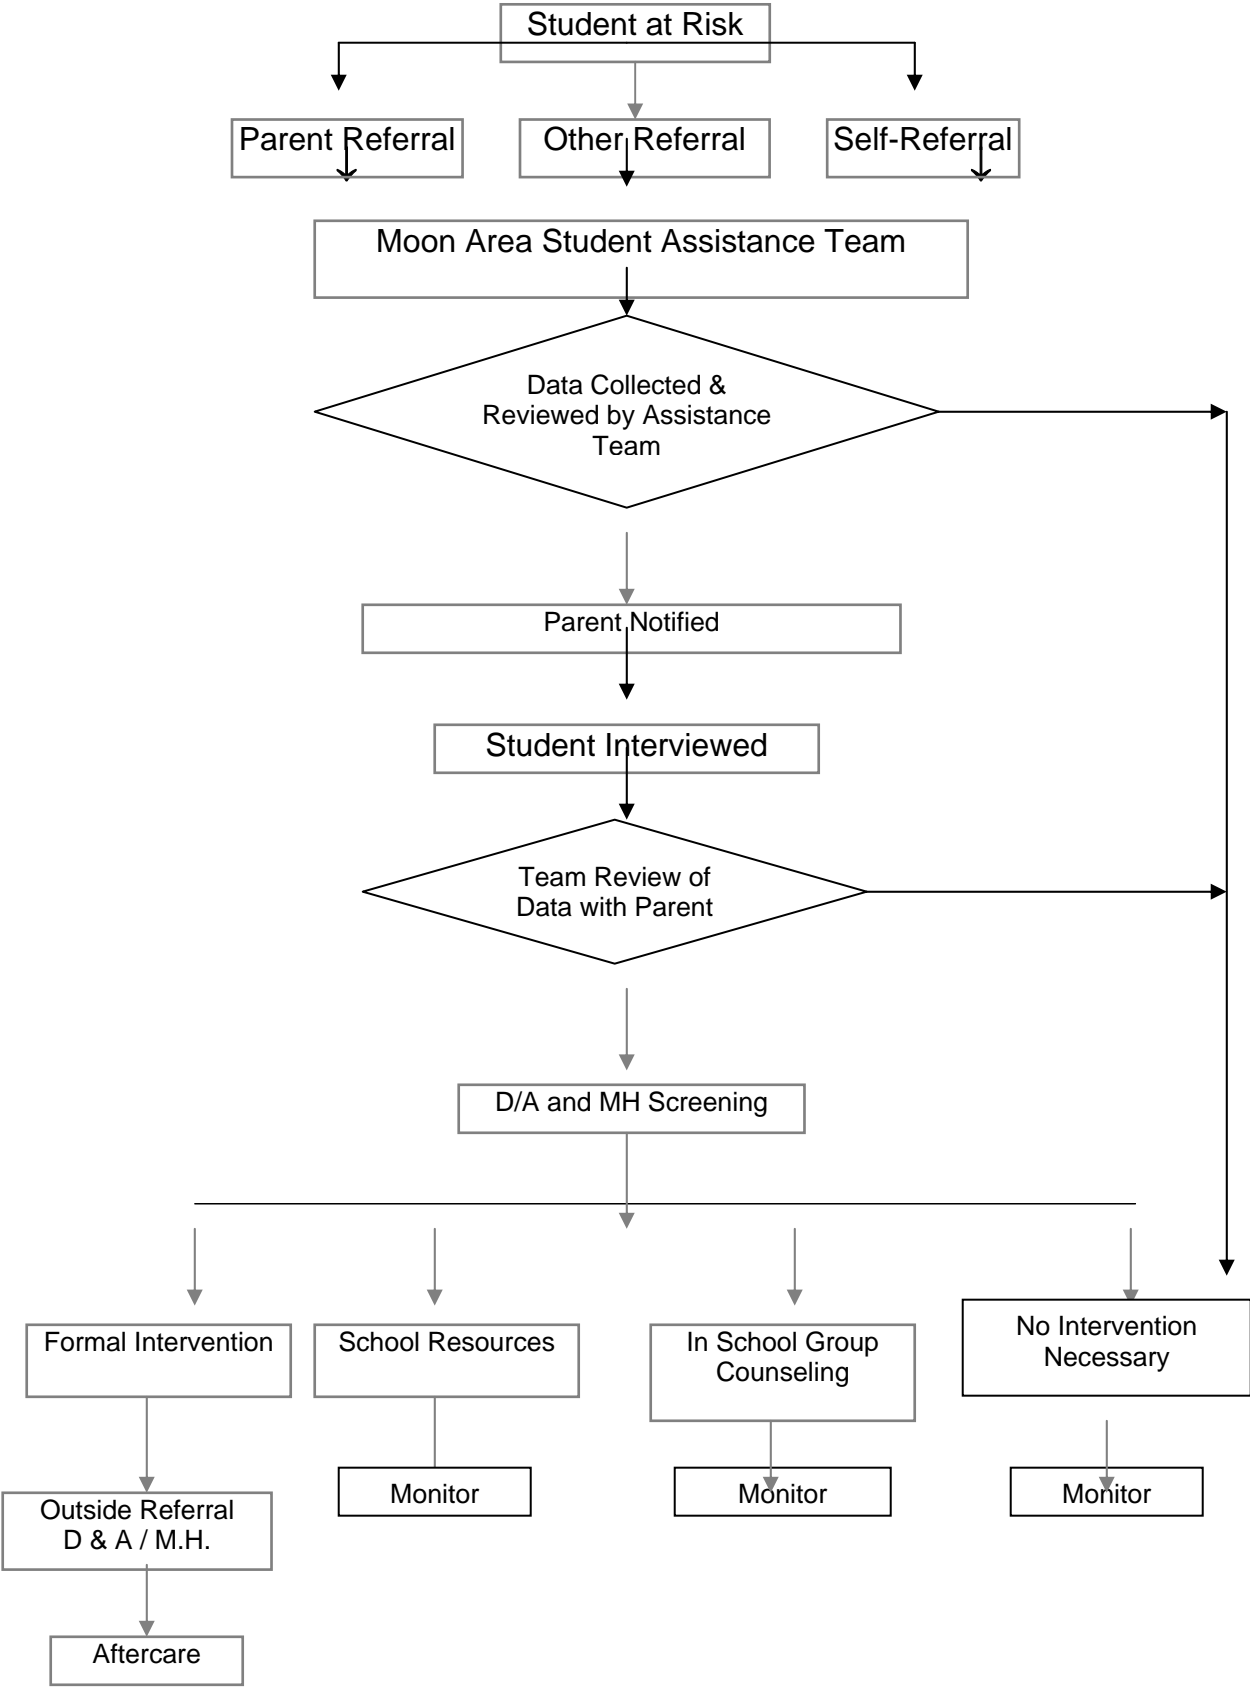 Student at Risk
Parent Referral
Other Referral
Self-Referral
Moon Area Student Assistance Team
Data Collected &
Reviewed by Assistance
Team
Parent Notified
Student Interviewed
Team Review of
Data with Parent
D/A and MH Screening
Formal Intervention
School Resources
In School Group
Counseling
No Intervention
Necessary
Monitor
Monitor
Monitor
Outside Referral
D & A / M.H.
Aftercare